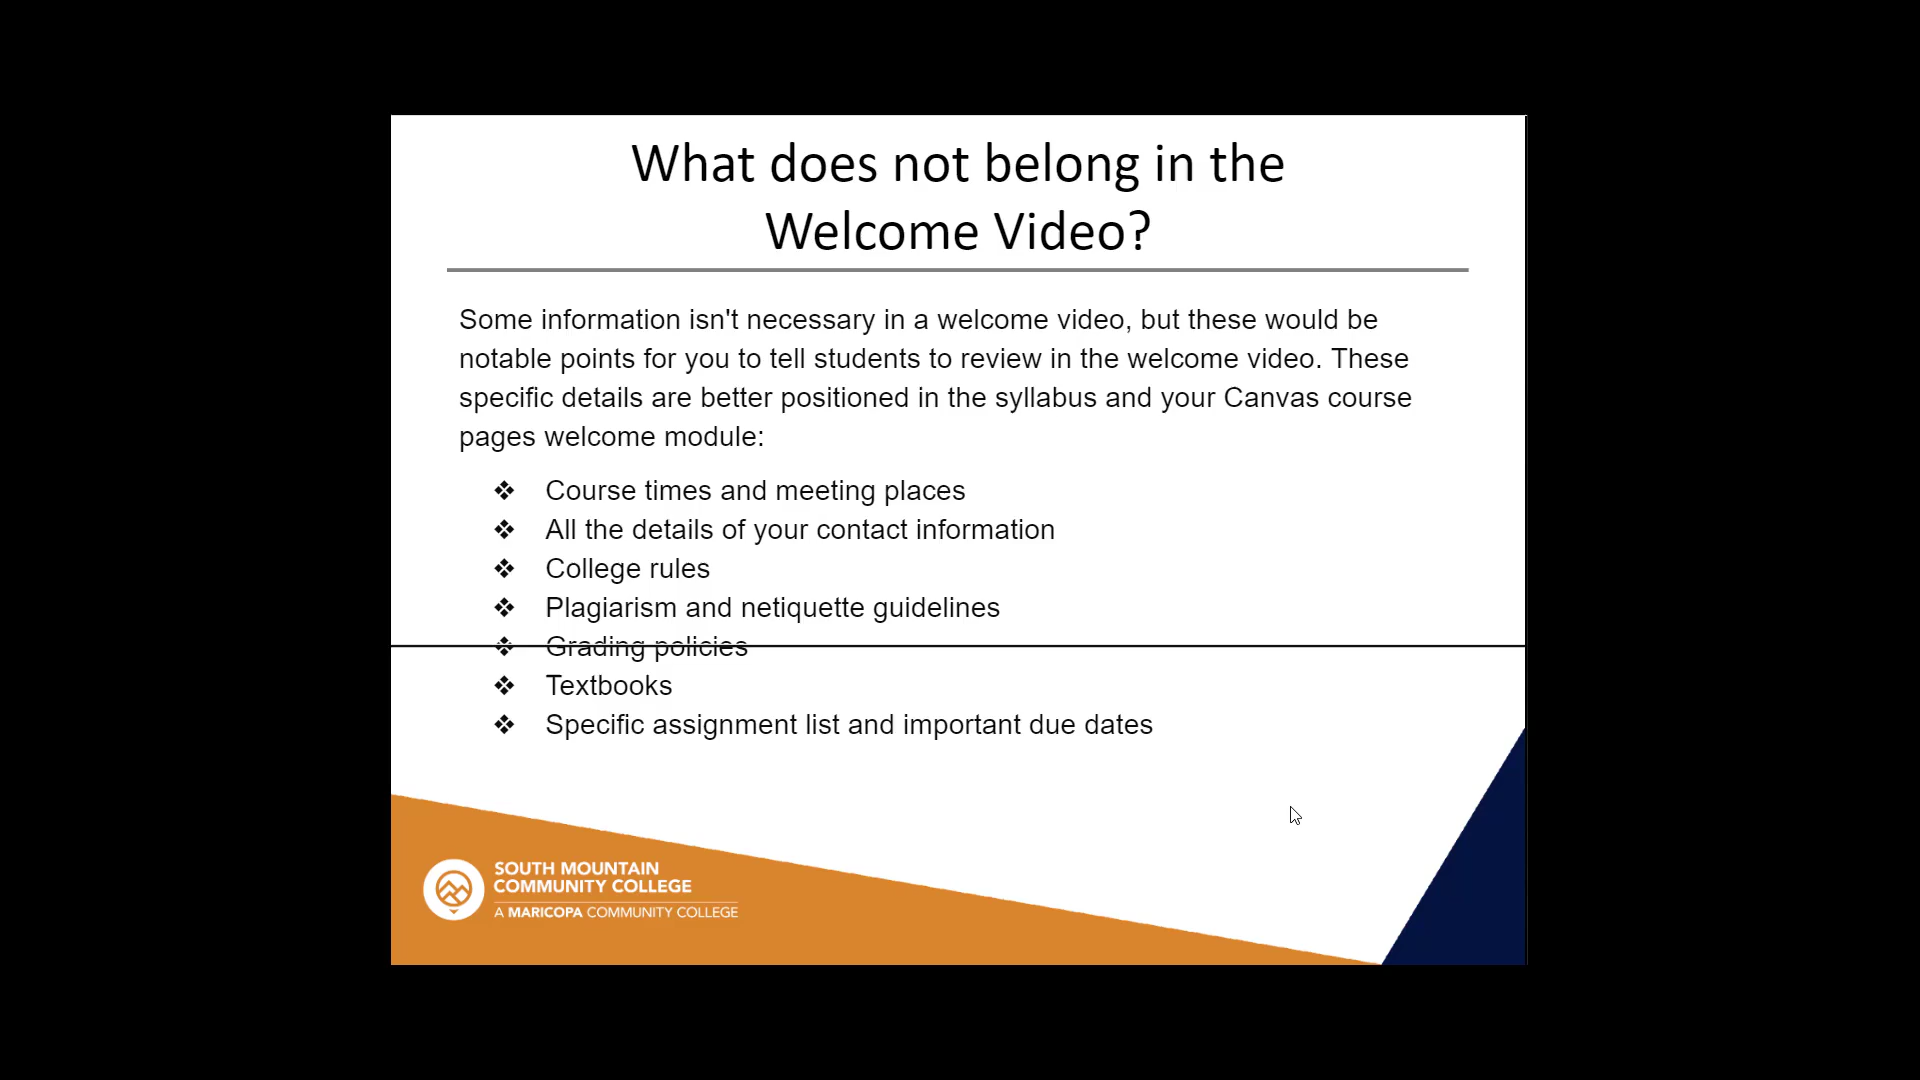 What does not belong in the
Welcome Video?
Some information isn't necessary in a welcome video, but these would be
notable points for you to tell students to review in the welcome video. These
specific details are better positioned in the syllabus and your Canvas course
pages welcome module:
❖ Course times and meeting places
❖ All the details of your contact information
❖ College rules
❖ Plagiarism and netiquette guidelines
❖ Grading policies
❖ Textbooks
❖ Specific assignment list and important due dates
SOUTH MOUNTAIN
COMMUNITY COLLEGE
A MARICOPA COMMUNITY COLLEGE